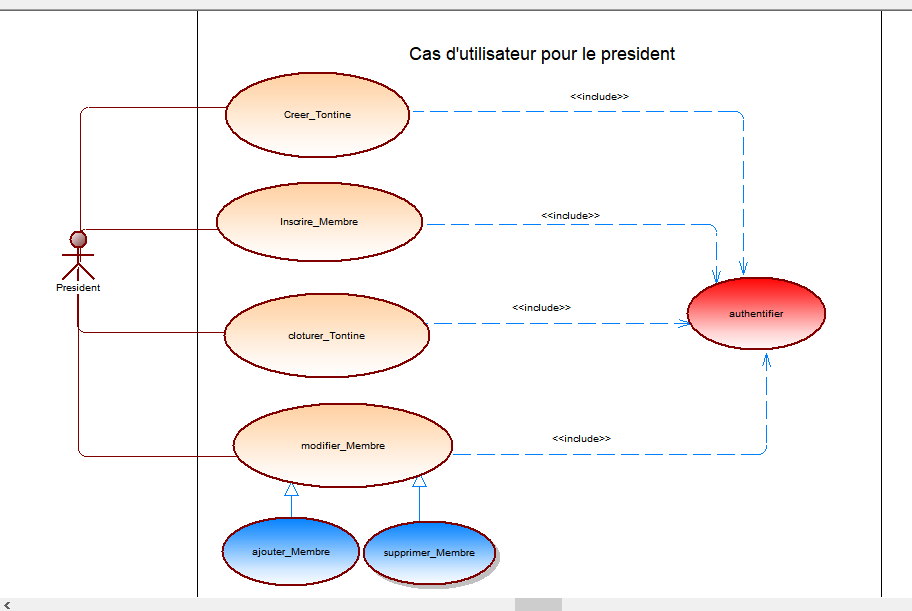 Cas d'utilisateur pour le president
<<include>>
Creer_Tontine
<<include>>
Inscrire_Membre
President
<<include>>
authentifier
cloturer_Tontine
<<include>>
modifier_Membre
ajouter_Membre
supprimer_Membre